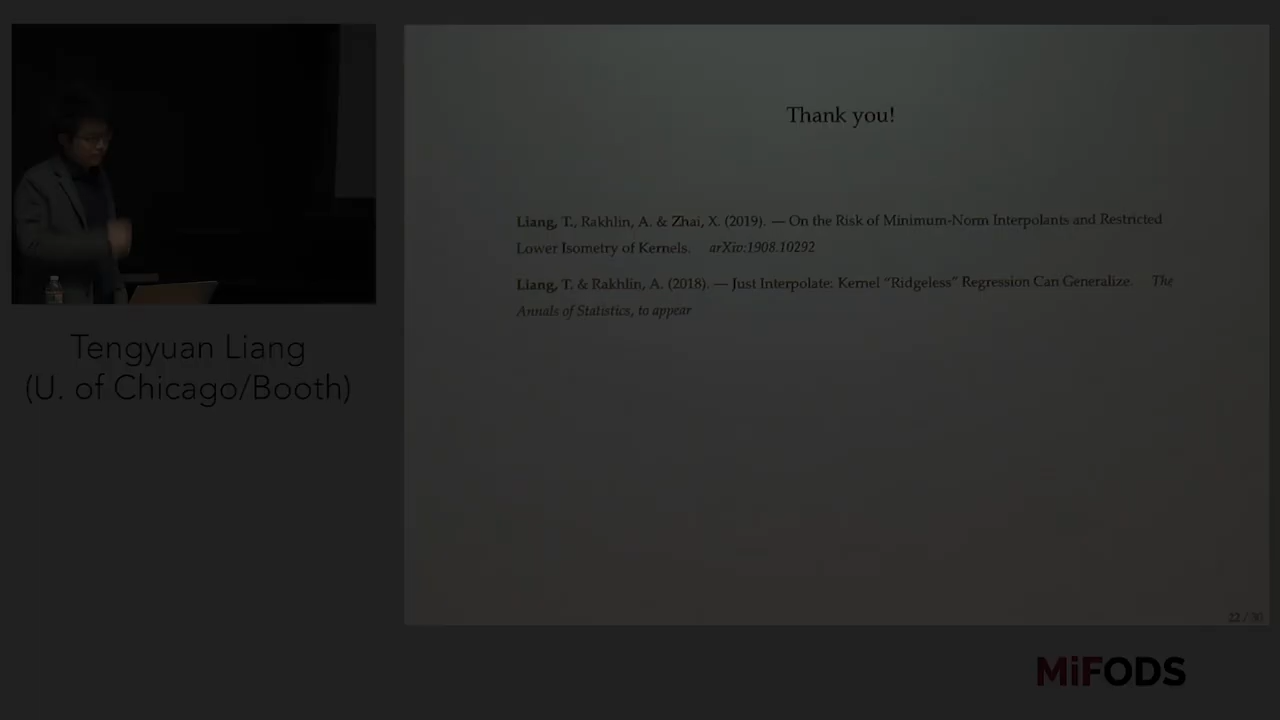 Thank you!
Liang, T., Rakhlin, A. & Zhai, X. (2019). — On the Risk of Minimum-Norm Interpolants and Restricted
Lower Isometry of Kernels. arXiv:1908.10292
Liang, T. & Rakhlin, A. (2018). — Just Interpolate: Kernel “Ridgeless” Regression Can Generalize. The
Annals of Statistics, to appear
Tengyuan Liang
(U. of Chicago/Booth)
22 / 30
MiFODS